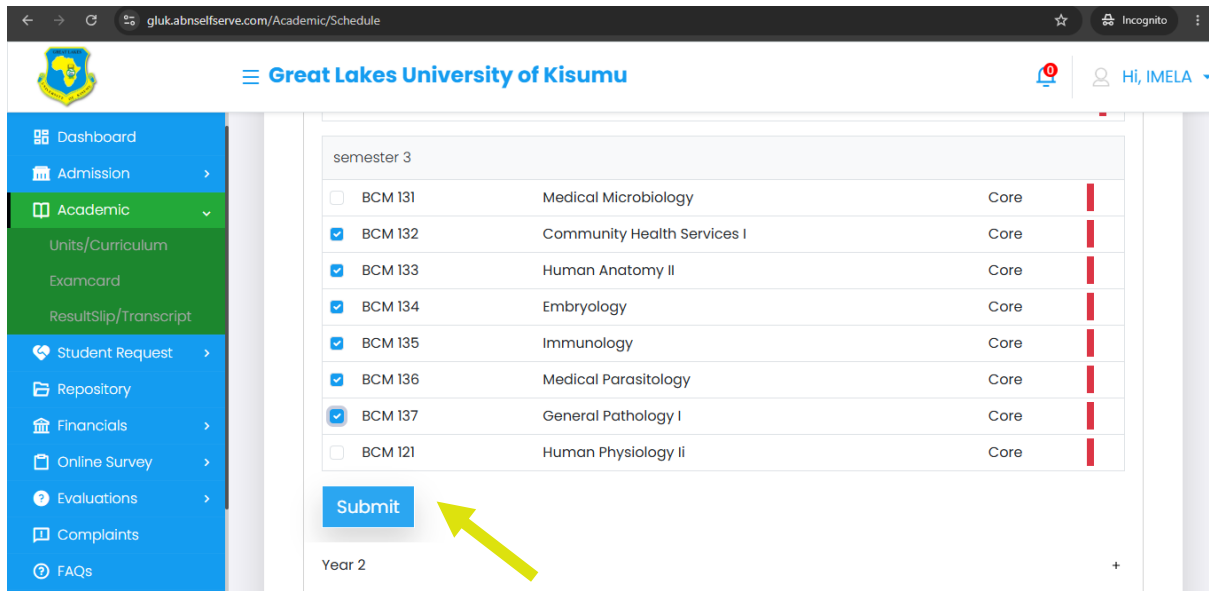 gluk.abnselfserve.com/Academic/Schedule
Incognito
Great Lakes University of Kisumu
0
Hi, IMELA
Dashboard
Admission
Academic
Units/Curriculum
Examcard
ResultSlip/Transcript
Student Request
Repository
Financials
Online Survey
Evaluations
Complaints
FAQs
semester 3
BCM 131 Medical Microbiology Core
BCM 132 Community Health Services I Core
BCM 133 Human Anatomy II Core
BCM 134 Embryology Core
BCM 135 Immunology Core
BCM 136 Medical Parasitology Core
BCM 137 General Pathology I Core
BCM 121 Human Physiology Ii Core
Submit
Year 2 +